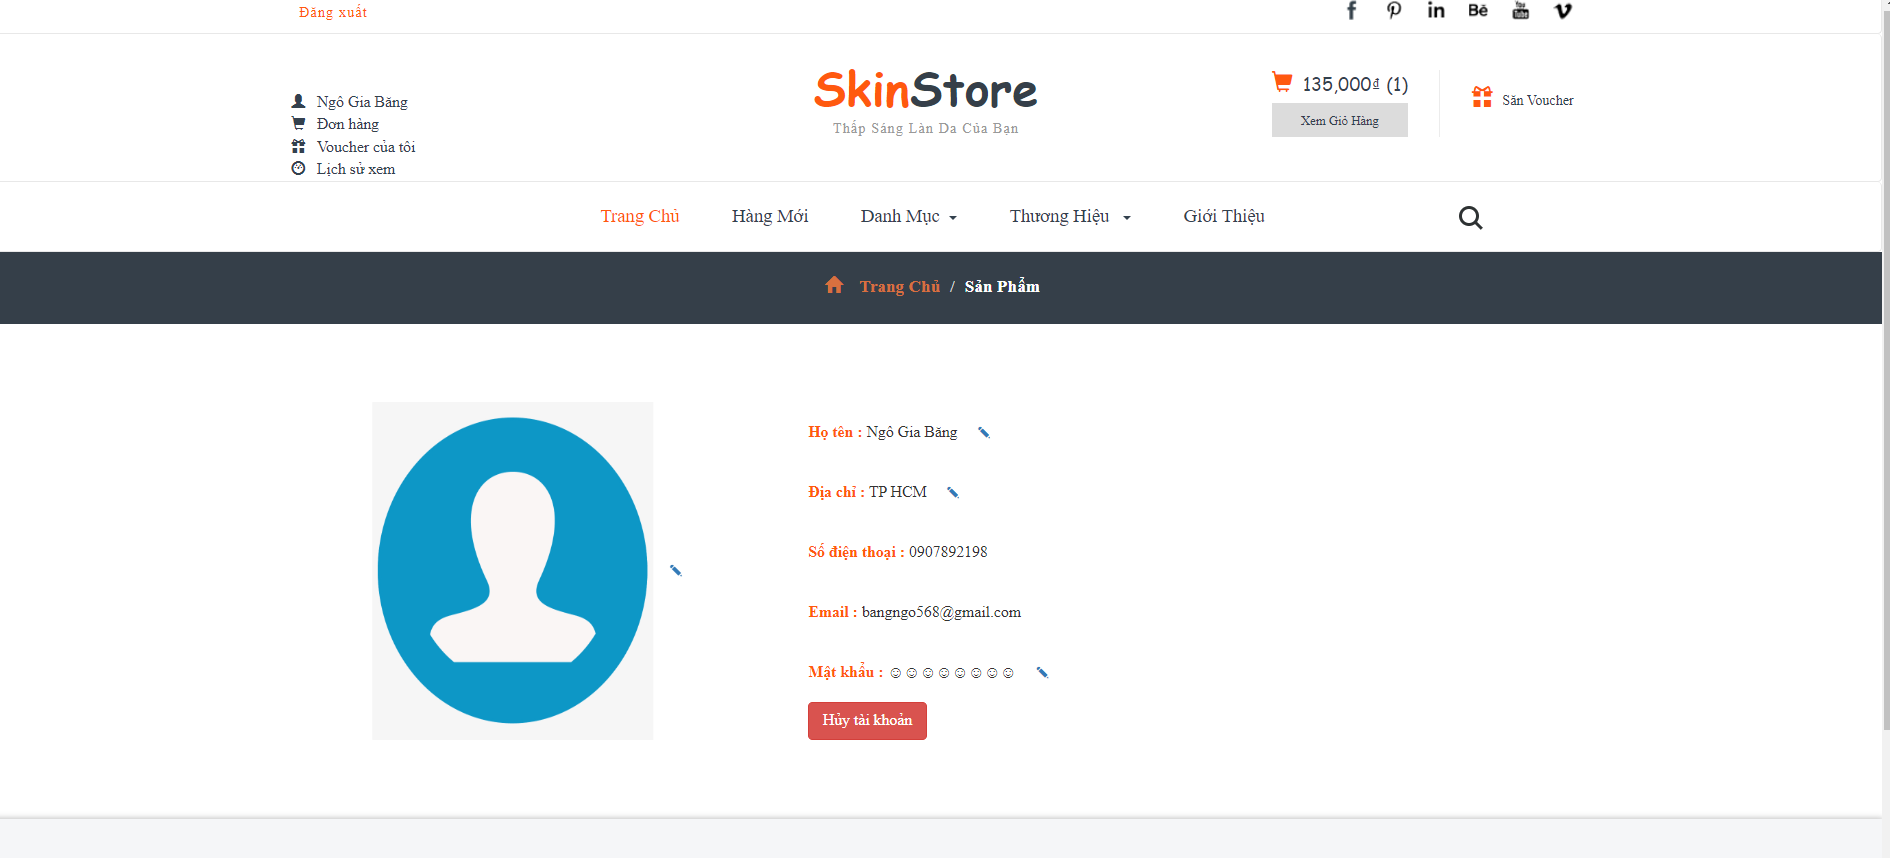 Đăng xuất
Ngô Gia Băng
Đơn hàng
Voucher của tôi
Lịch sử xem
SkinStore
Thắp Sáng Làn Da Của Bạn
135,000₫ (1)
Xem Giỏ Hàng
Săn Voucher
Trang Chủ Hàng Mới Danh Mục Thương Hiệu Giới Thiệu
Trang Chủ / Sản Phẩm
Họ tên : Ngô Gia Băng
Địa chỉ : TP HCM
Số điện thoại : 0907892198
Email : bangngo568@gmail.com
Mật khẩu : ☺☺☺☺☺☺☺☺
Hủy tài khoản